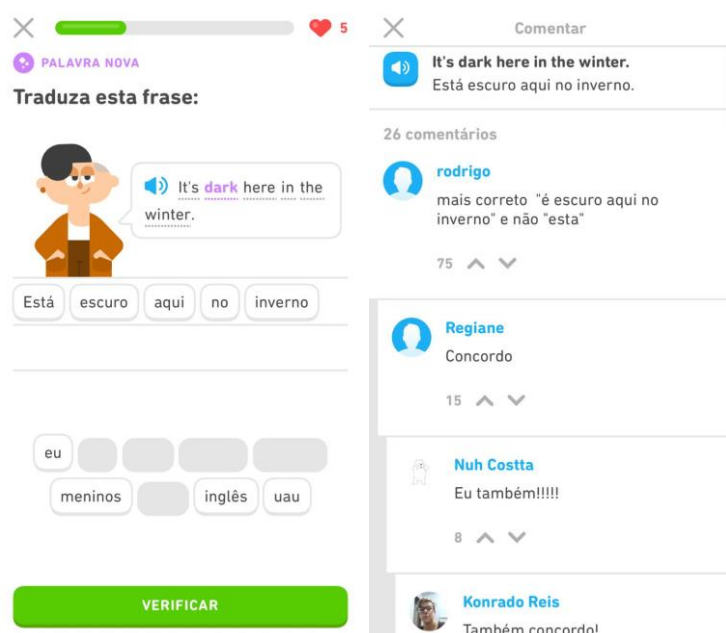 5
PALAVRA NOVA
Traduza esta frase:
It's dark here in the
winter.
Está escuro aqui no inverno
eu
meninos inglês uau
VERIFICAR
Comentar
It's dark here in the winter.
Está escuro aqui no inverno.
26 comentários
rodrigo
mais correto "é escuro aqui no
inverno" e não "esta"
75
Regiane
Concordo
15
Nuh Costta
Eu também!!!!!
8
Konrado Reis
Também concordo!